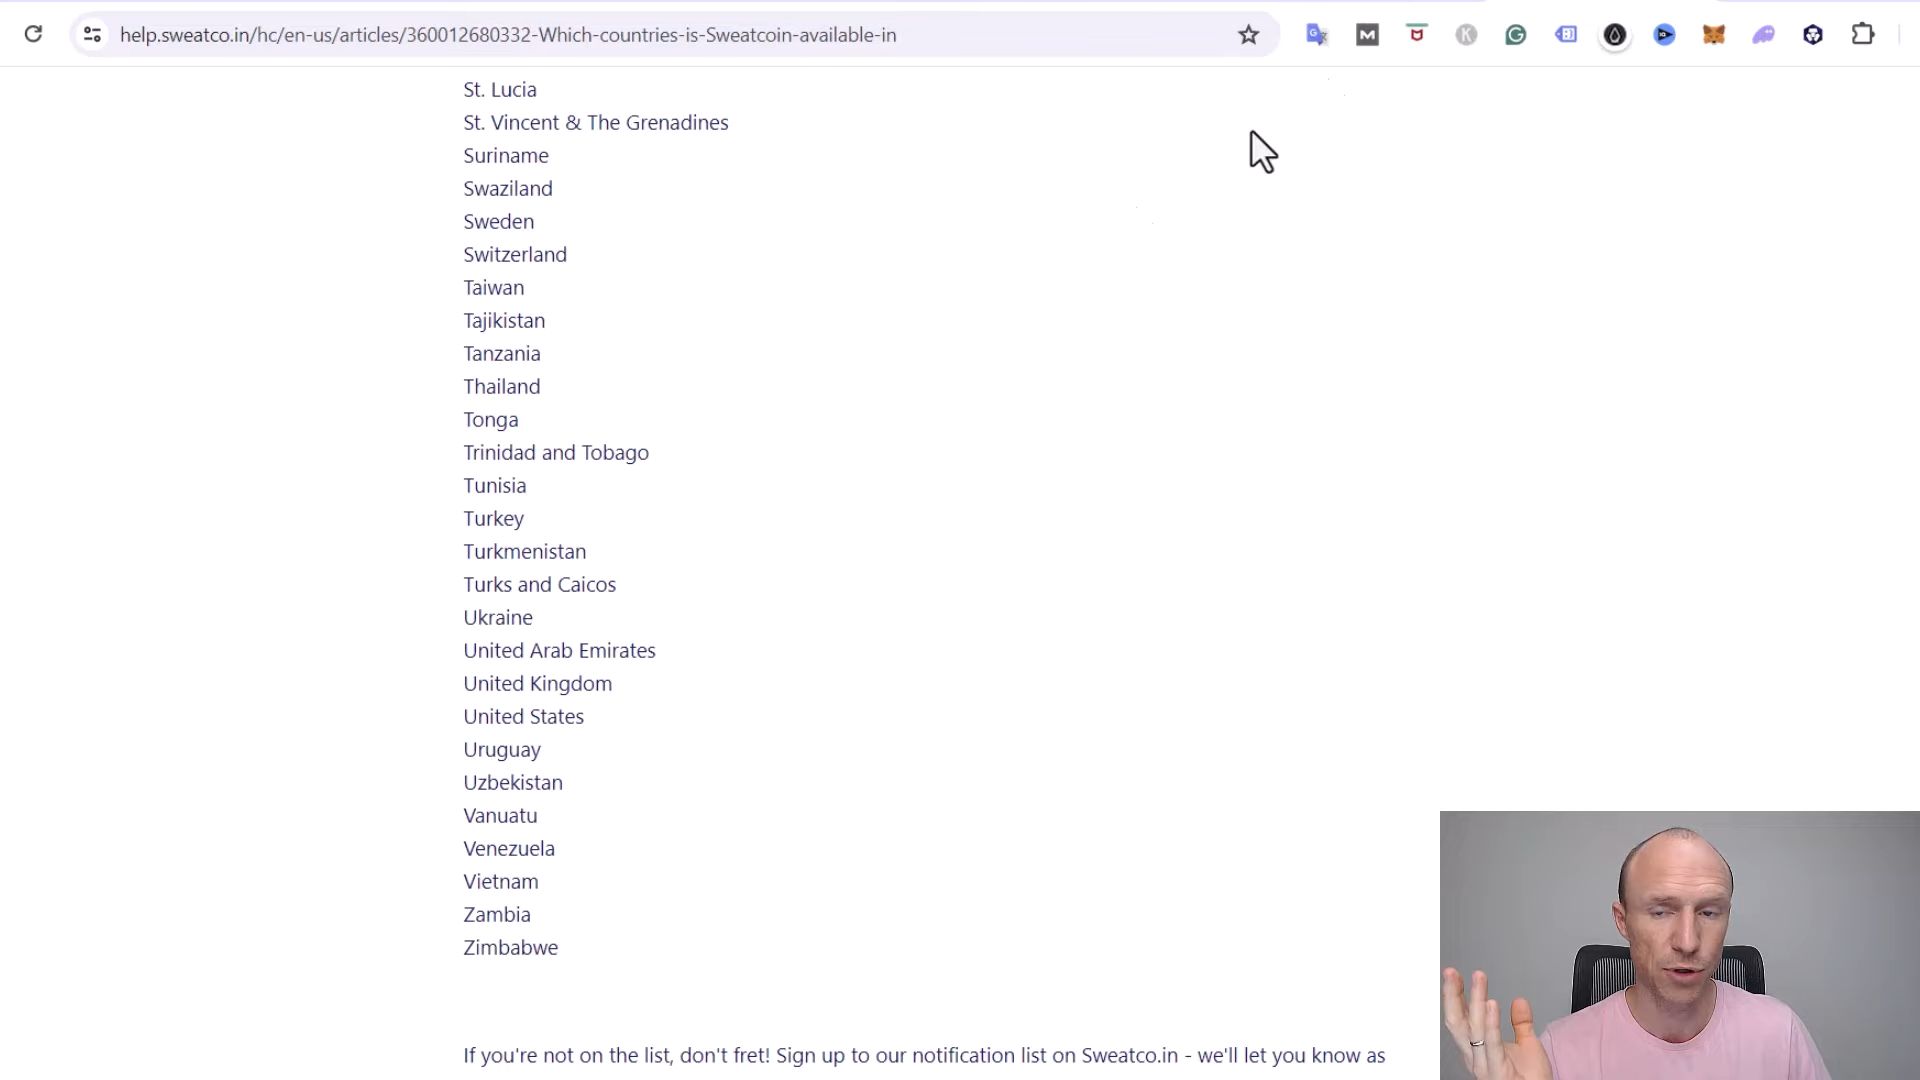 help.sweatco.in/hc/en-us/articles/360012680332-Which-countries-is-Sweatcoin-available-in
St. Lucia
St. Vincent & The Grenadines
Suriname
Swaziland
Sweden
Switzerland
Taiwan
Tajikistan
Tanzania
Thailand
Tonga
Trinidad and Tobago
Tunisia
Turkey
Turkmenistan
Turks and Caicos
Ukraine
United Arab Emirates
United Kingdom
United States
Uruguay
Uzbekistan
Vanuatu
Venezuela
Vietnam
Zambia
Zimbabwe
If you're not on the list, don't fret! Sign up to our notification list on Sweatco.in - we'll let you know as